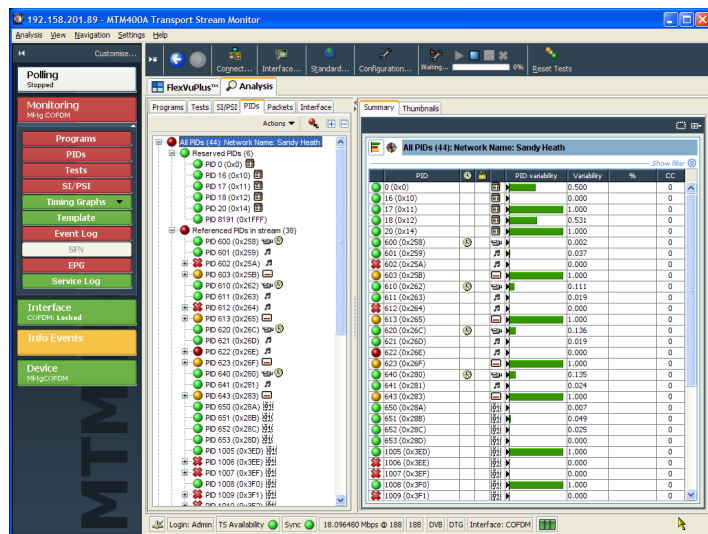 192.158.201.89 - MTM400A Transport Stream Monitor
Analysis View Navigation Settings Help
Customise...
Polling
Stopped
Monitoring
Mktg COFDM
Programs
PIDs
Tests
SI/PSI
Timing Graphs
Template
Event Log
SFN
EPG
Service Log
Interface
COFDM: Locked
Info Events
Device
MktgCOFDM
MTM
Connect... Interface... Standard... Configuration... Waiting... 0% Reset Tests
FlexVuPlus™ Analysis
Programs Tests SI/PSI PIDs Packets Interface
Actions
All PIDs (44): Network Name: Sandy Heath
Reserved PIDs (6)
PID 0 (0x0)
PID 16 (0x10)
PID 17 (0x11)
PID 18 (0x12)
PID 20 (0x14)
PID 8191 (0x1FFF)
Referenced PIDs in stream (38)
PID 600 (0x258)
PID 601 (0x259)
PID 602 (0x25A)
PID 603 (0x25B)
PID 610 (0x262)
PID 611 (0x263)
PID 612 (0x264)
PID 613 (0x265)
PID 620 (0x26C)
PID 621 (0x26D)
PID 622 (0x26E)
PID 623 (0x26F)
PID 640 (0x280)
PID 641 (0x281)
PID 643 (0x283)
PID 650 (0x28A)
PID 651 (0x28B)
PID 652 (0x28C)
PID 653 (0x28D)
PID 1005 (0x3ED)
PID 1006 (0x3EE)
PID 1007 (0x3EF)
PID 1008 (0x3F0)
PID 1009 (0x3F1)
Summary Thumbnails
All PIDs (44): Network Name: Sandy Heath
Show filter
PID PID variability Variability % CC
0 (0x0) 0.500 0
16 (0x10) 0.000 0
17 (0x11) 1.000 0
18 (0x12) 0.531 0
20 (0x14) 1.000 0
600 (0x258) 0.002 0
601 (0x259) 0.037 0
602 (0x25A) 0.000 0
603 (0x25B) 1.000 0
610 (0x262) 0.111 0
611 (0x263) 0.019 0
612 (0x264) 0.000 0
613 (0x265) 1.000 0
620 (0x26C) 0.136 0
621 (0x26D) 0.019 0
622 (0x26E) 0.000 0
623 (0x26F) 1.000 0
640 (0x280) 0.135 0
641 (0x281) 0.024 0
643 (0x283) 1.000 0
650 (0x28A) 0.007 0
651 (0x28B) 0.049 0
652 (0x28C) 0.025 0
653 (0x28D) 0.000 0
1005 (0x3ED) 1.000 0
1006 (0x3EE) 0.000 0
1007 (0x3EF) 0.000 0
1008 (0x3F0) 1.000 0
1009 (0x3F1) 0.000 0
Login: Admin TS Availability Sync 18.096480 Mbps @ 188 188 DVB DTG Interface: COFDM